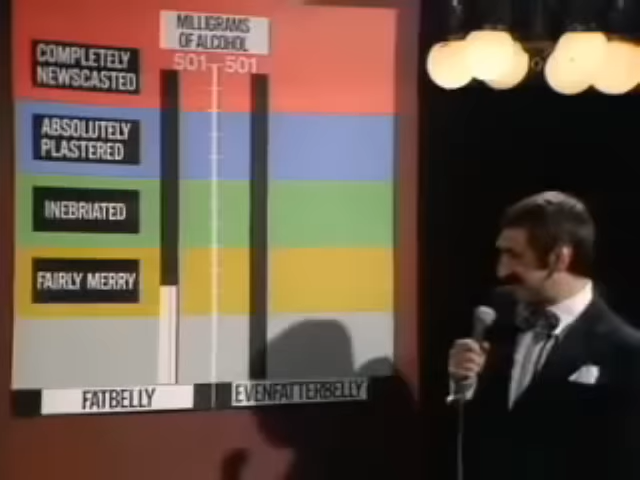 MILLIGRAMS
OF ALCOHOL
501 501
COMPLETELY
NEWSCASTED
ABSOLUTELY
PLASTERED
INEBRIATED
FAIRLY MERRY
FATBELLY
EVENFATTERBELLY